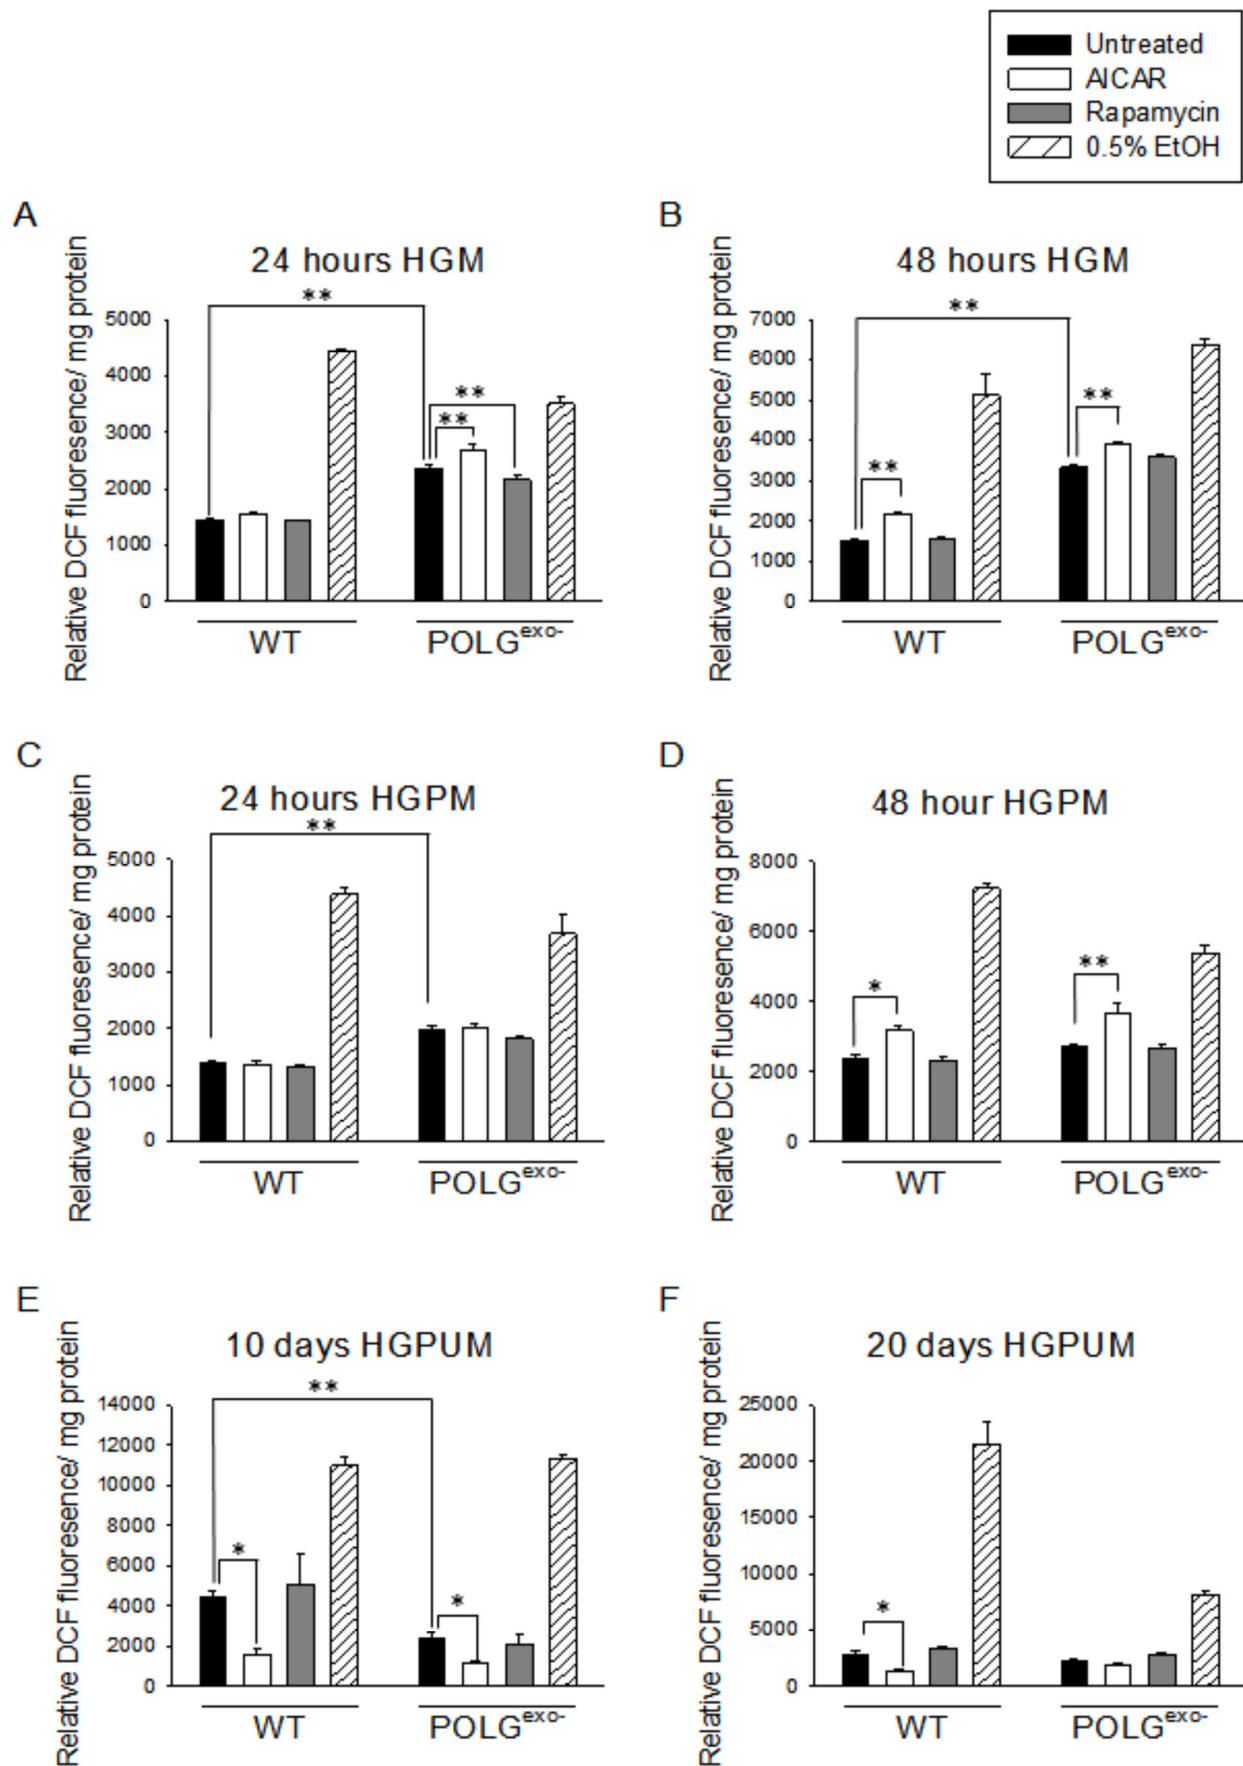 Untreated
AICAR
Rapamycin
0.5% EtOH
A
24 hours HGM
Relative DCF fluoresence/ mg protein
5000
4000
3000
2000
1000
0
**
**
**
WT
POLGexo-
B
48 hours HGM
Relative DCF fluoresence/ mg protein
7000
6000
5000
4000
3000
2000
1000
0
**
**
**
WT
POLGexo-
C
24 hours HGPM
Relative DCF fluoresence/ mg protein
5000
4000
3000
2000
1000
0
**
WT
POLGexo-
D
48 hour HGPM
Relative DCF fluoresence/ mg protein
8000
6000
4000
2000
0
*
**
WT
POLGexo-
E
10 days HGPUM
Relative DCF fluoresence/ mg protein
14000
12000
10000
8000
6000
4000
2000
0
**
*
*
WT
POLGexo-
F
20 days HGPUM
Relative DCF fluoresence/ mg protein
25000
20000
15000
10000
5000
0
*
WT
POLGexo-